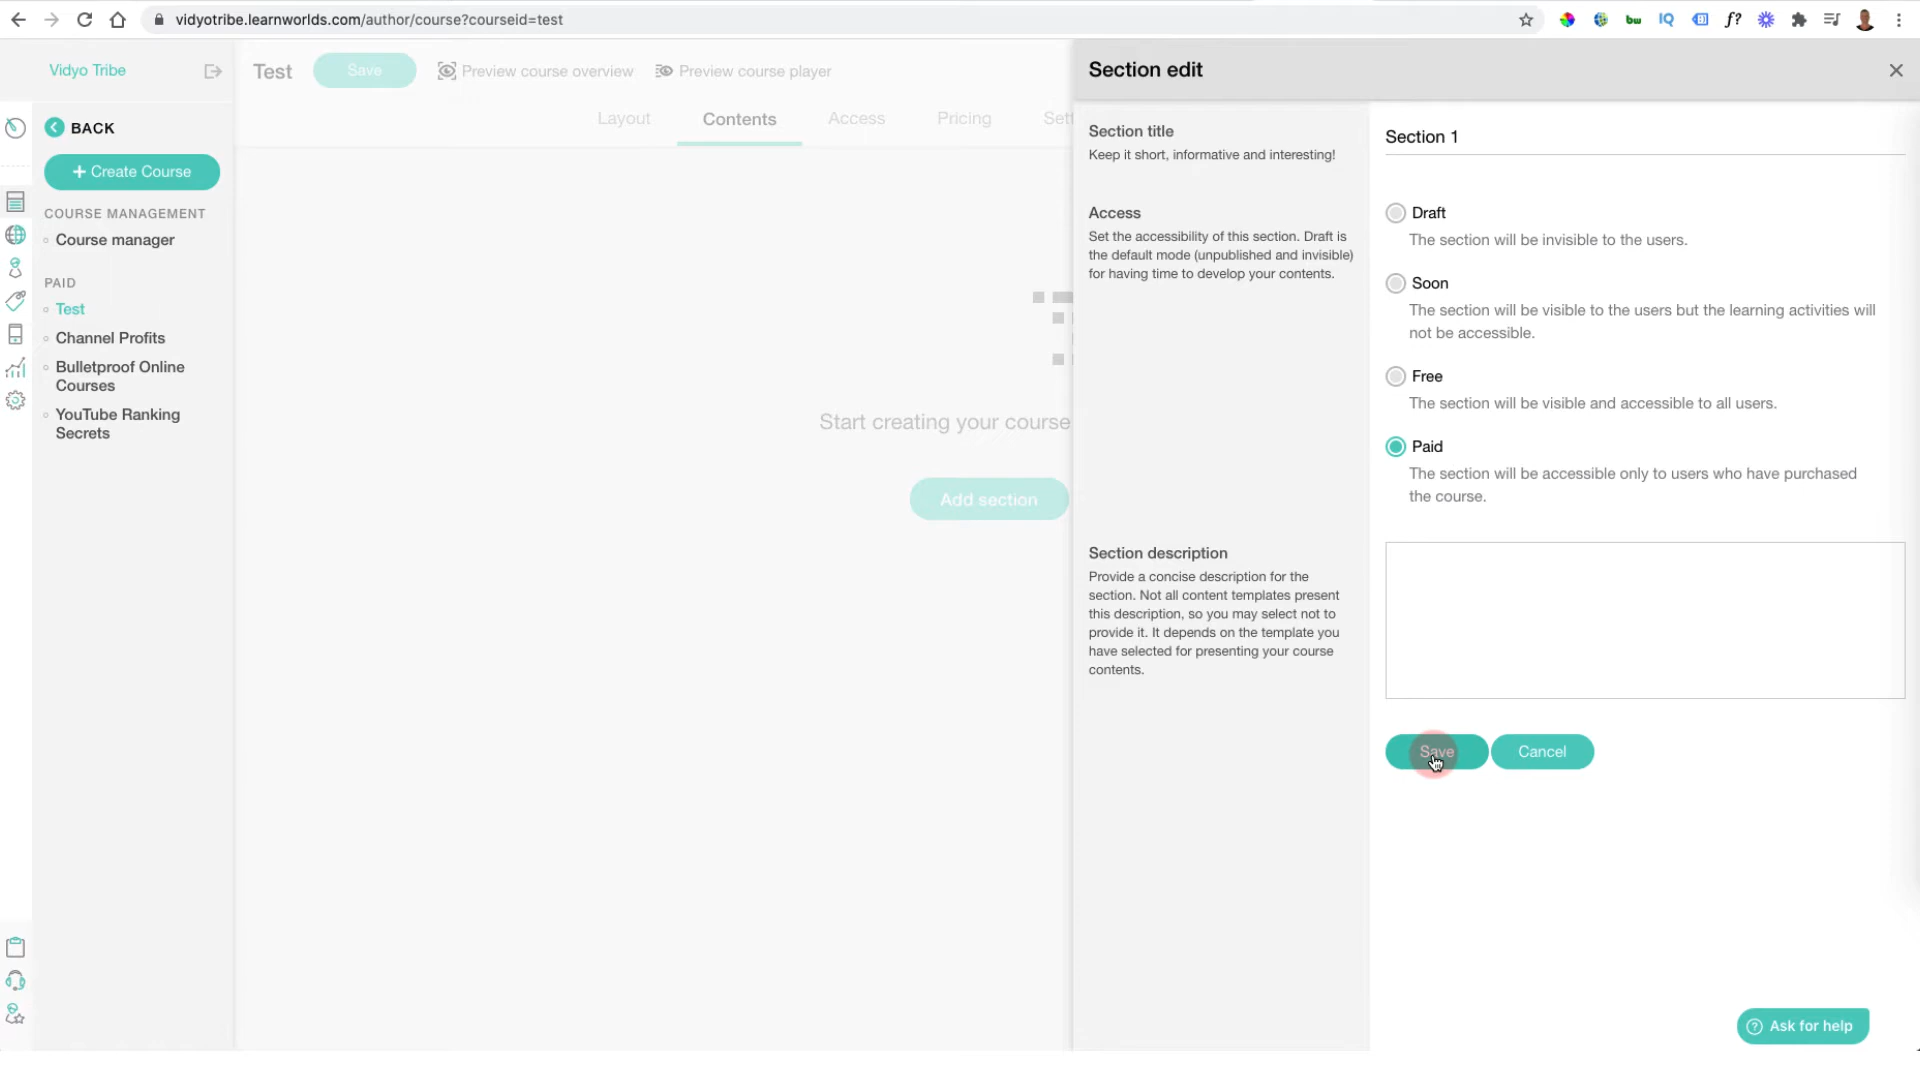 vidyotribe.learnworlds.com/author/course?courseid=test
bw
IQ
f?
Vidyo Tribe
Test
Save
Preview course overview
Preview course player
Section edit
BACK
Layout
Contents
Access
Pricing
Sett
+ Create Course
COURSE MANAGEMENT
Course manager
PAID
Test
Channel Profits
Bulletproof Online
Courses
YouTube Ranking
Secrets
Start creating your course
Add section
Section title
Keep it short, informative and interesting!
Section 1
Access
Set the accessibility of this section. Draft is
the default mode (unpublished and invisible)
for having time to develop your contents.
Draft
The section will be invisible to the users.
Soon
The section will be visible to the users but the learning activities will
not be accessible.
Free
The section will be visible and accessible to all users.
Paid
The section will be accessible only to users who have purchased
the course.
Section description
Provide a concise description for the
section. Not all content templates present
this description, so you may select not to
provide it. It depends on the template you
have selected for presenting your course
contents.
Save
Cancel
Ask for help